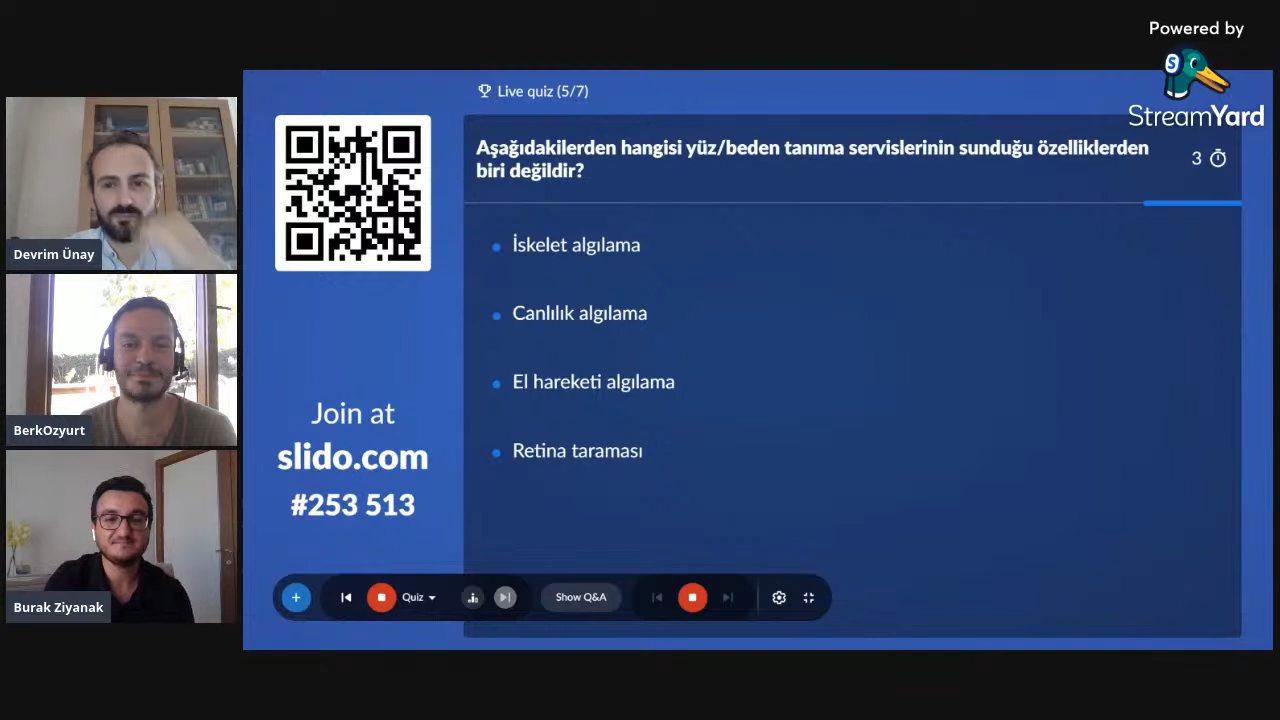 Powered by
StreamYard
Live quiz (5/7)
Aşağıdakilerden hangisi yüz/beden tanıma servislerinin sunduğu özelliklerden
biri değildir?
3
İskelet algılama
Canlılık algılama
El hareketi algılama
Retina taraması
Join at
slido.com
#253 513
Quiz
Show Q&A
Devrim Ünay
BerkOzyurt
Burak Ziyanak